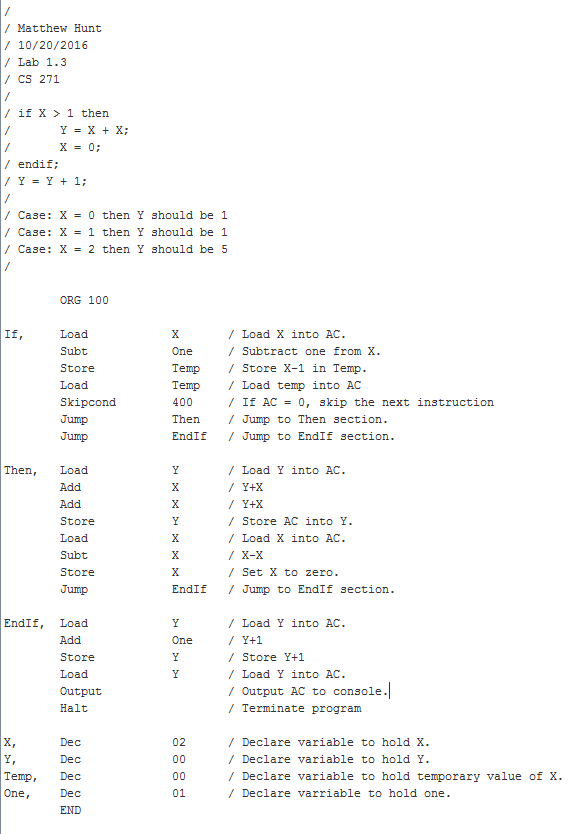 /
/ Matthew Hunt
/ 10/20/2016
/ Lab 1.3
/ CS 271
/
/ if X > 1 then
/       Y = X + X;
/       X = 0;
/ endif;
/ Y = Y + 1;
/
/ Case: X = 0 then Y should be 1
/ Case: X = 1 then Y should be 1
/ Case: X = 2 then Y should be 5
/
        ORG 100
If,     Load            X       / Load X into AC.
        Subt            One     / Subtract one from X.
        Store           Temp    / Store X-1 in Temp.
        Load            Temp    / Load temp into AC
        Skipcond        400     / If AC = 0, skip the next instruction
        Jump            Then    / Jump to Then section.
        Jump            EndIf   / Jump to EndIf section.
Then,   Load            Y       / Load Y into AC.
        Add             X       / Y+X
        Add             X       / Y+X
        Store           Y       / Store AC into Y.
        Load            X       / Load X into AC.
        Subt            X       / X-X
        Store           X       / Set X to zero.
        Jump            EndIf   / Jump to EndIf section.
EndIf,  Load            Y       / Load Y into AC.
        Add             One     / Y+1
        Store           Y       / Store Y+1
        Load            Y       / Load Y into AC.
        Output                  / Output AC to console.
        Halt                    / Terminate program
X,      Dec             02      / Declare variable to hold X.
Y,      Dec             00      / Declare variable to hold Y.
Temp,   Dec             00      / Declare variable to hold temporary value of X.
One,    Dec             01      / Declare varriable to hold one.
        END